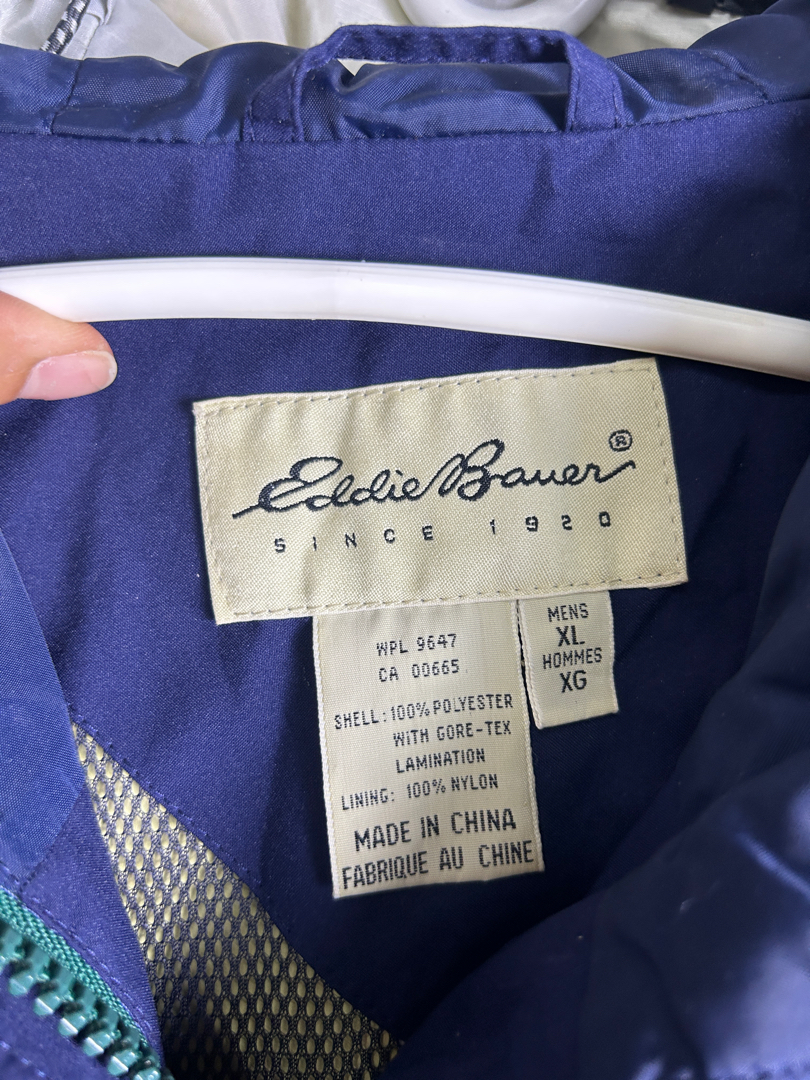 Eddie Bauer®
SINCE 1920
WPL 9647
CA 00665
SHELL: 100% POLYESTER
WITH GORE-TEX
LAMINATION
LINING: 100% NYLON
MADE IN CHINA
FABRIQUE AU CHINE
MENS
XL
HOMMES
XG